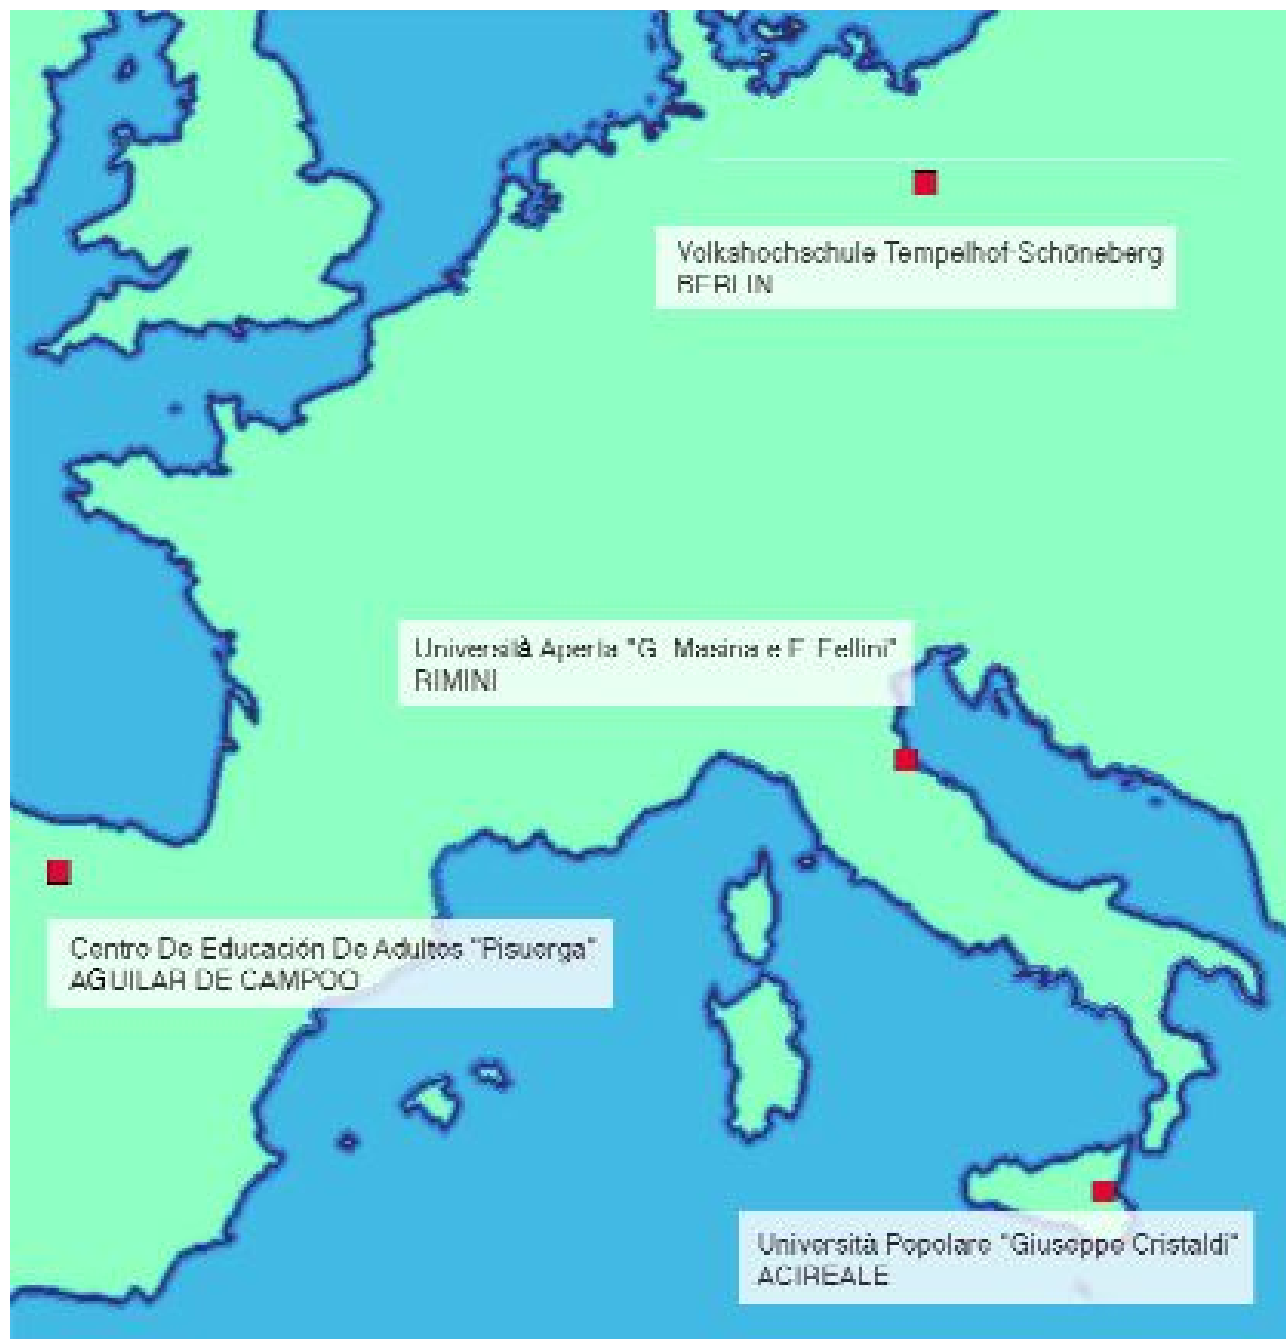 Volkshochschule Tempelhof-Schöneberg
BERLIN
Università Aperta "G. Masina e F. Fellini"
RIMINI
Centro De Educación De Adultos "Pisuerga"
AGUILAR DE CAMPOO
Università Popolare "Giuseppe Cristaldi"
ACIREALE